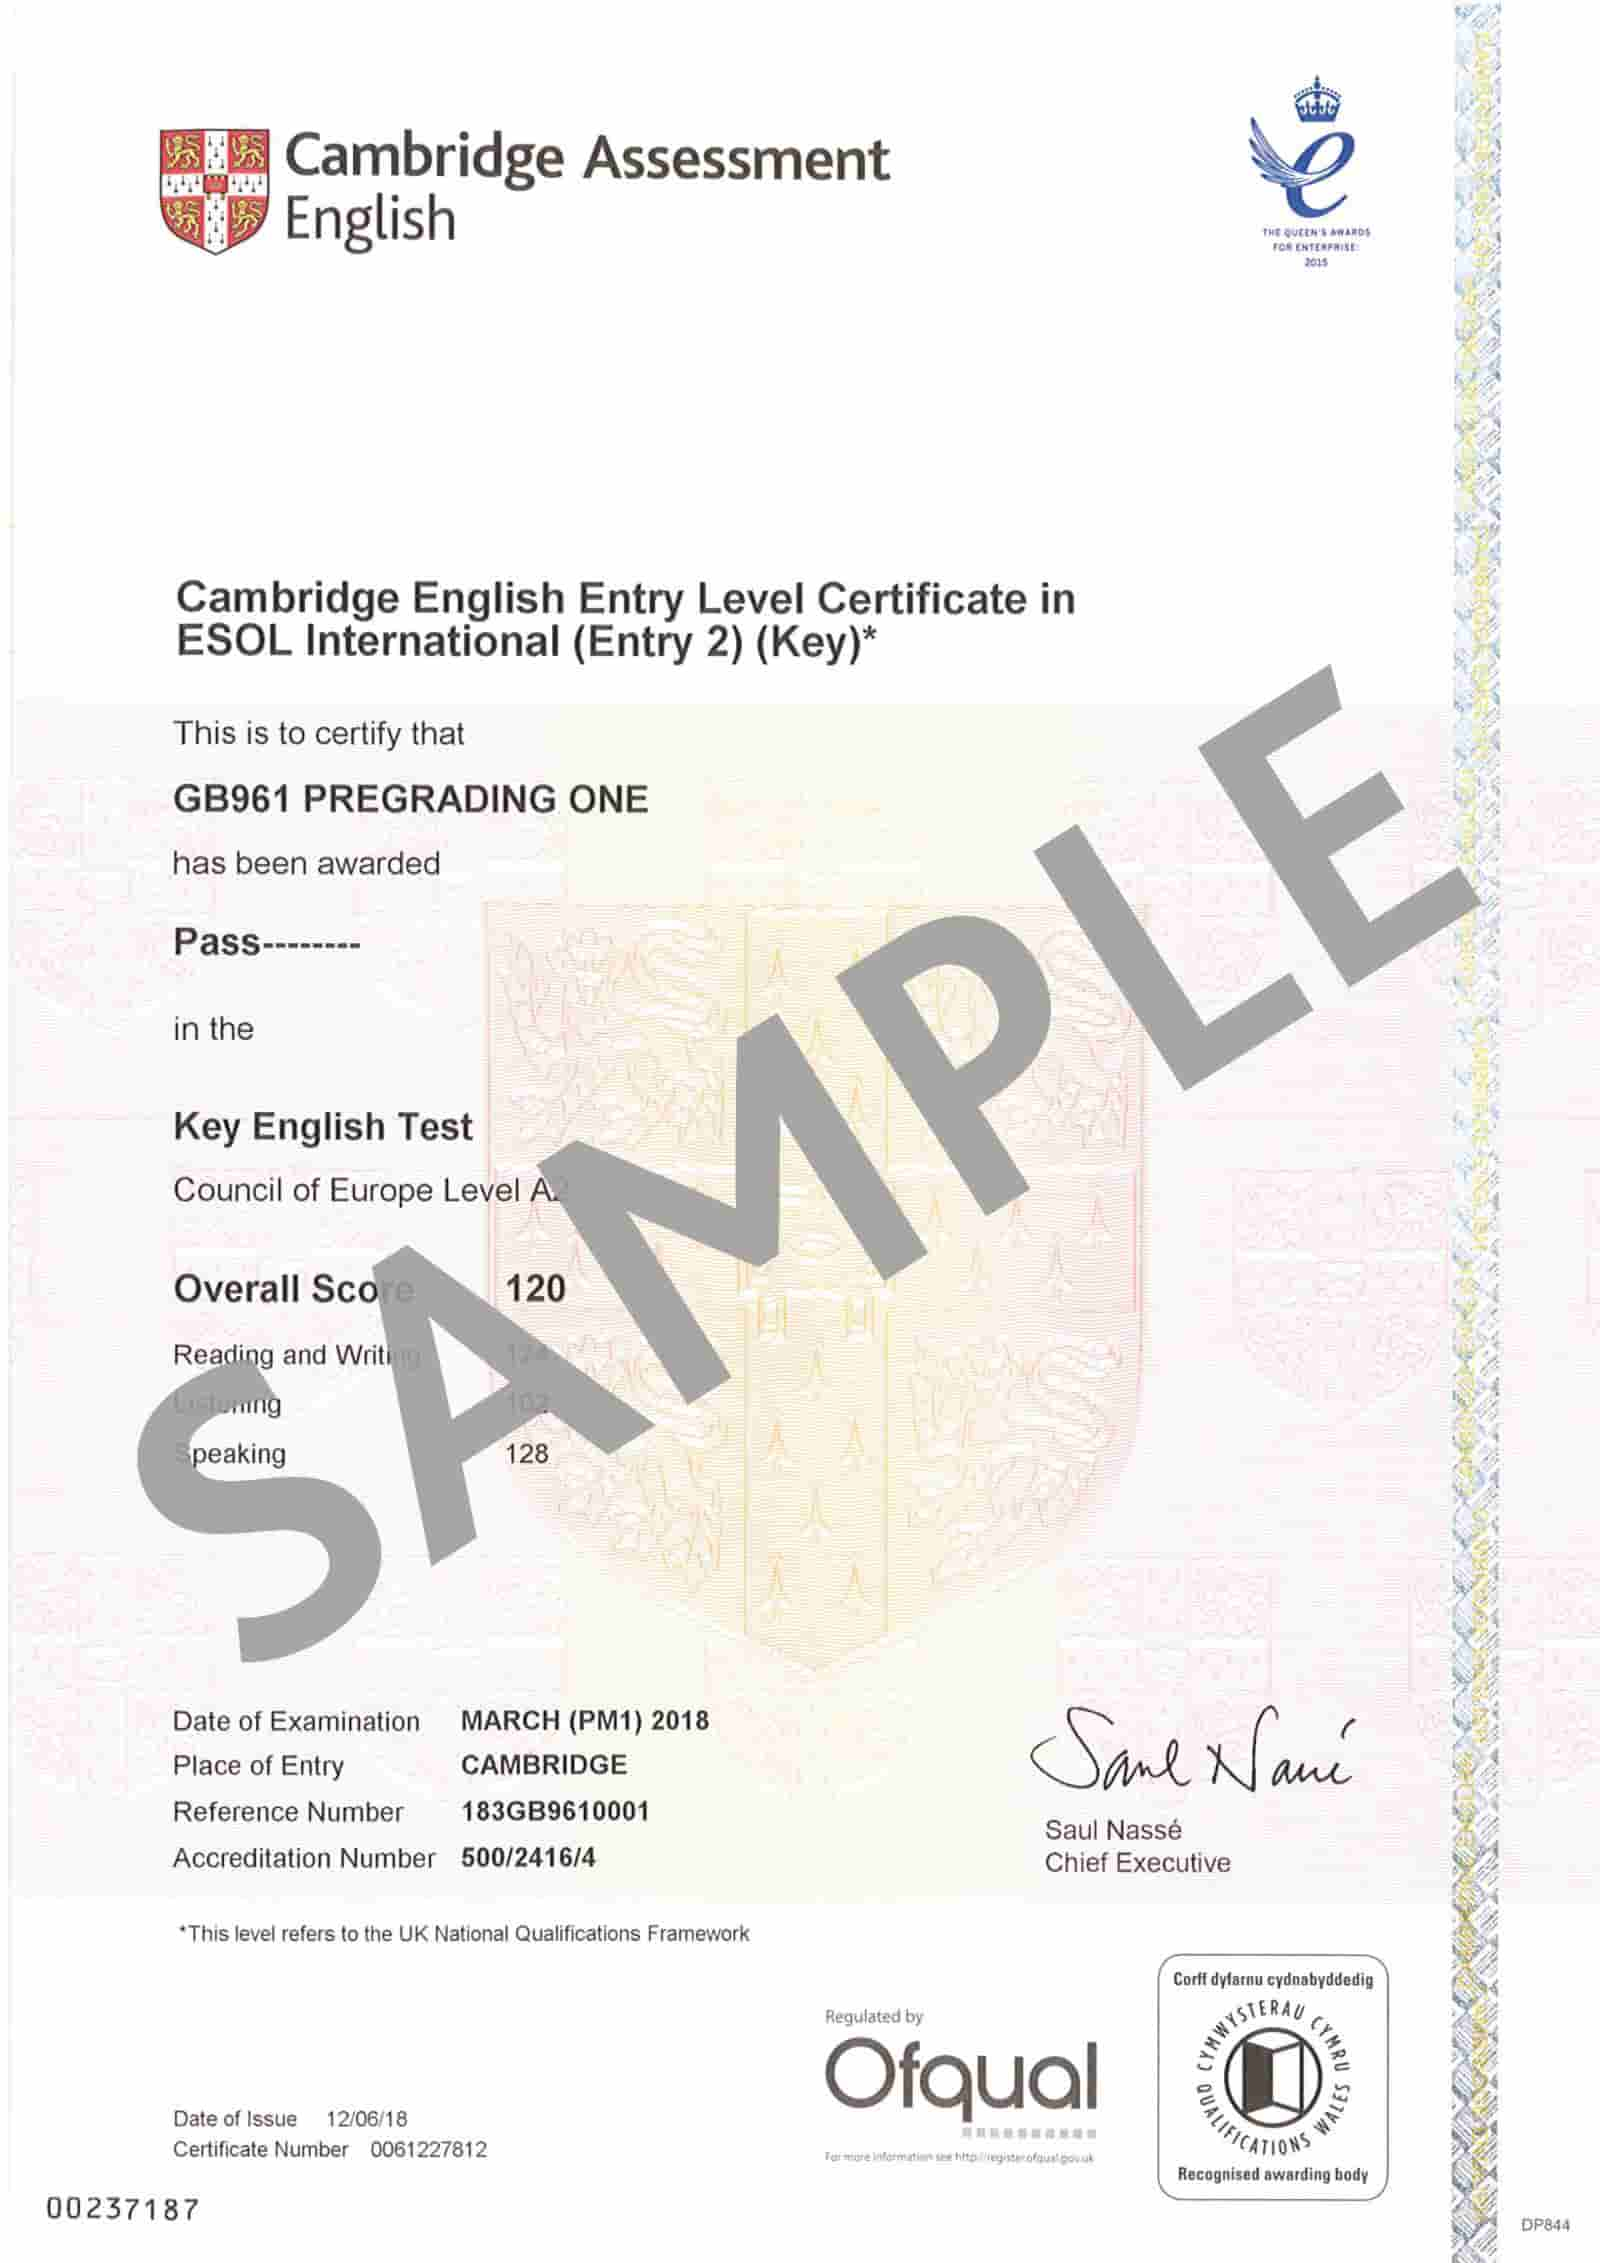 Cambridge Assessment
English
THE QUEEN'S AWARDS
FOR ENTERPRISE:
2015
Cambridge English Entry Level Certificate in
ESOL International (Entry 2) (Key)*
This is to certify that
GB961 PREGRADING ONE
has been awarded
Pass--------
in the
Key English Test
Council of Europe Level A2
Overall Score 120
Reading and Writing 124
Listening 102
Speaking 128
SAMPLE
Date of Examination MARCH (PM1) 2018
Place of Entry CAMBRIDGE
Reference Number 183GB9610001
Accreditation Number 500/2416/4
Saul Nassé
Saul Nassé
Chief Executive
*This level refers to the UK National Qualifications Framework
Regulated by
Ofqual
For more information see http://register.ofqual.gov.uk
Corff dyfarnu cydnabyddedig
CYMWYSTERAU CYMRU
QUALIFICATIONS WALES
Recognised awarding body
Date of Issue 12/06/18
Certificate Number 0061227812
00237187
DP844